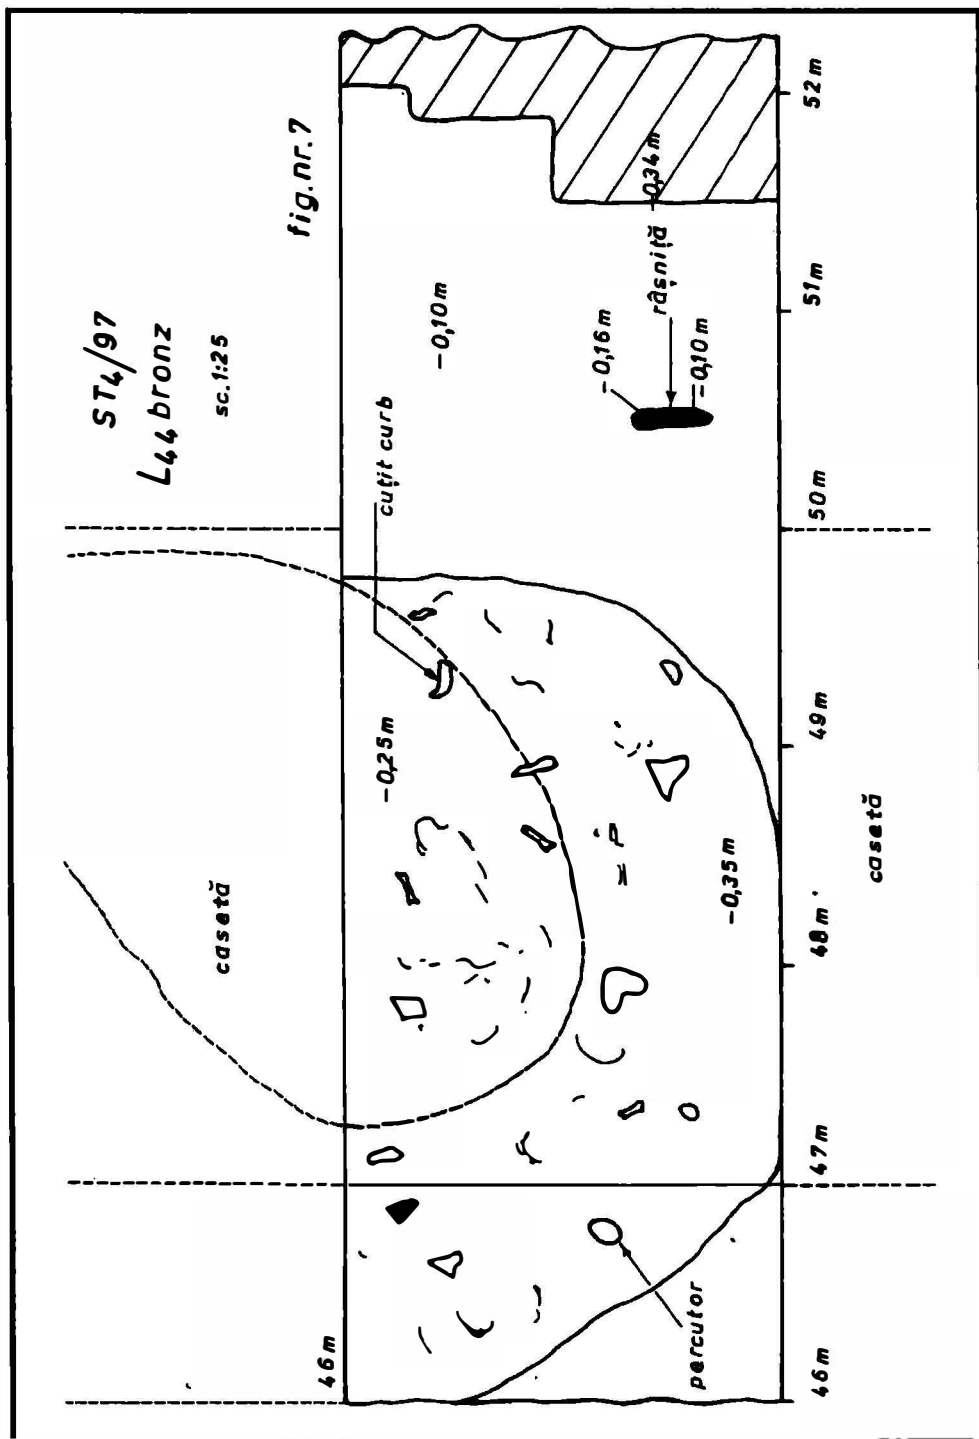 ST4/97
L44 bronz
sc. 1:25
fig. nr. 7
-0,10m
-0,16m
râșniță
-0,34m
-0,10m
cuțit curb
-0,25m
-0,35m
casetă
casetă
percutor
46m
46m
47m
48m
49m
50m
51m
52m